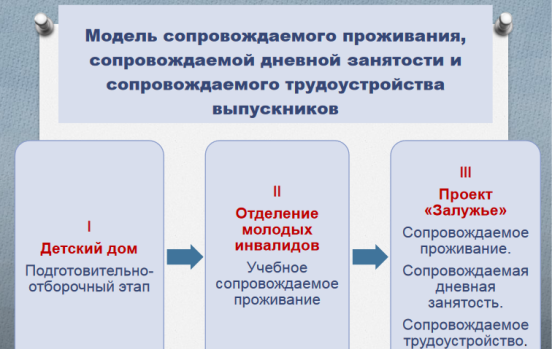 Модель сопровождаемого проживания,
сопровождаемой дневной занятости и
сопровождаемого трудоустройства
выпускников
I
Детский дом
Подготовительно-
отборочный этап
II
Отделение
молодых
инвалидов
Учебное
сопровождаемое
проживание
III
Проект
«Залужье»
Сопровождаемое
проживание.
Сопровождаемая
дневная
занятость.
Сопровождаемое
трудоустройство.